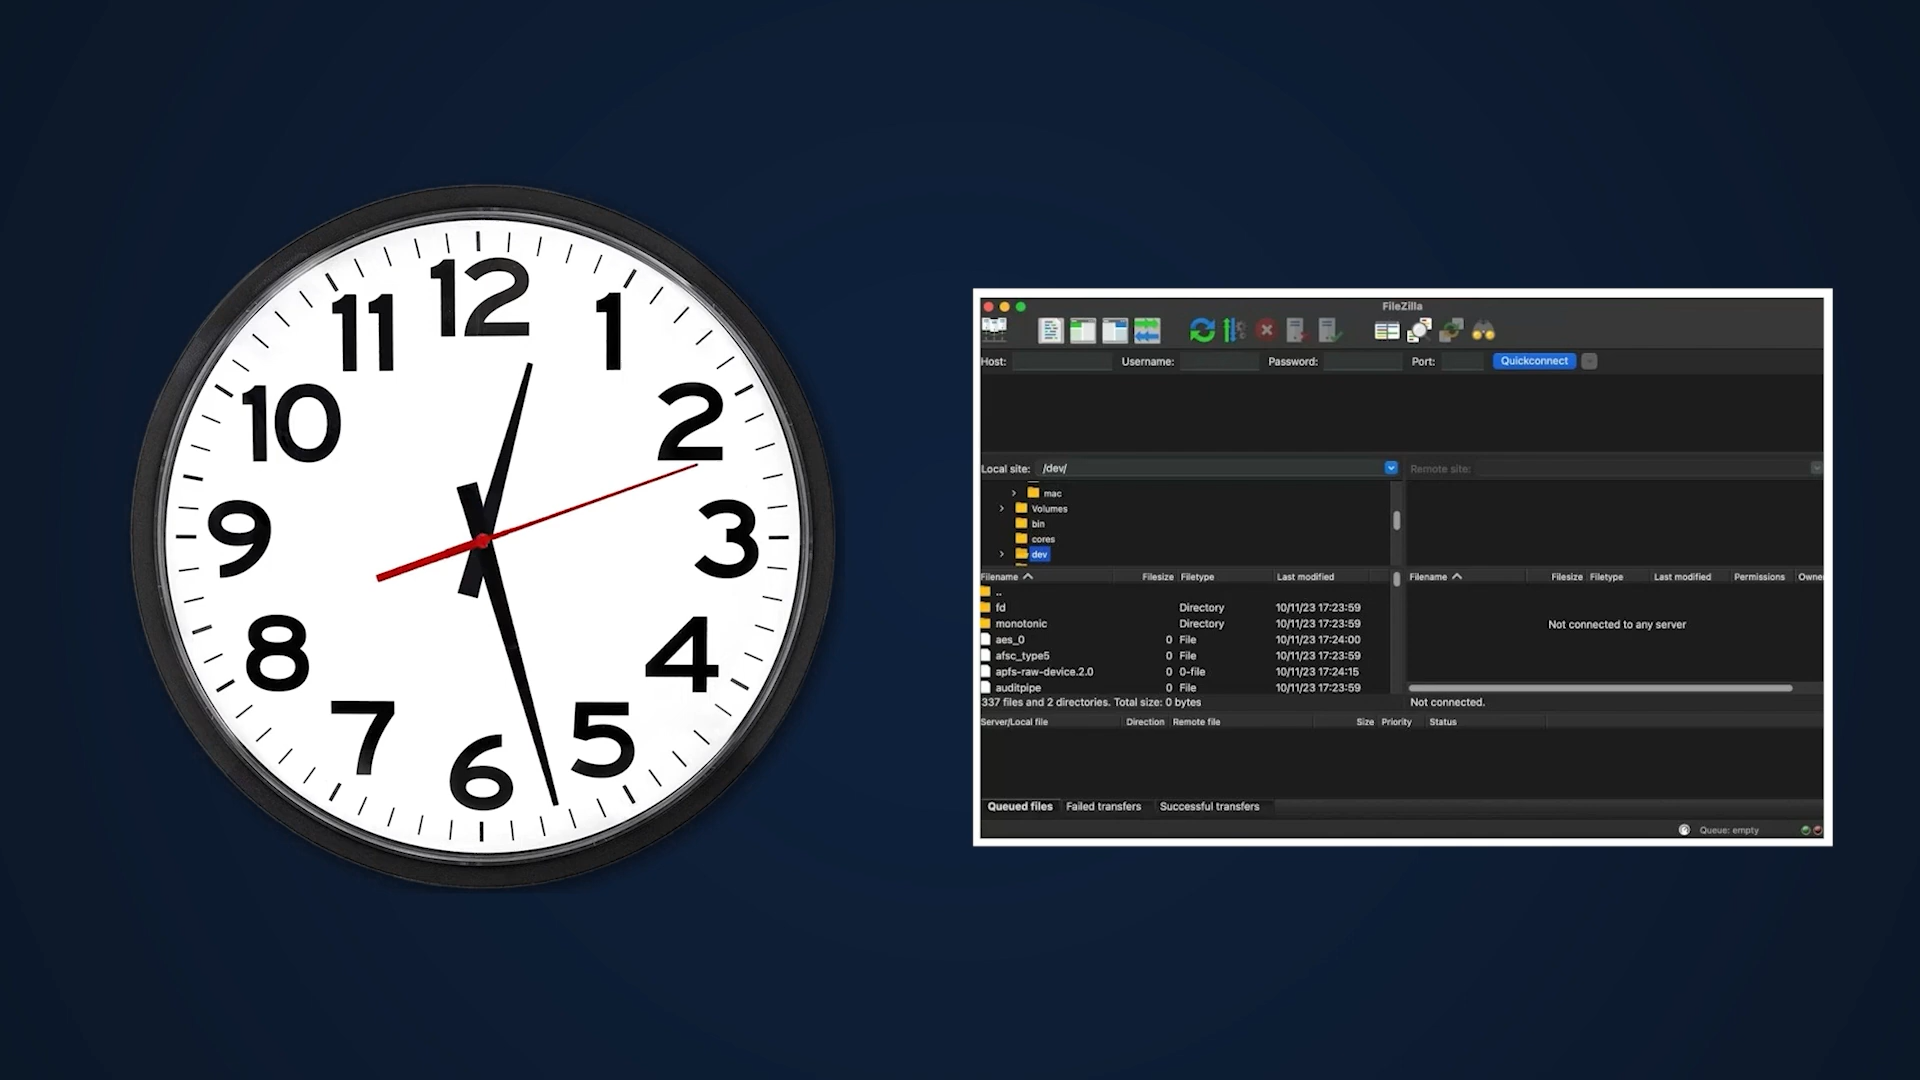 12
1
2
3
4
5
6
7
8
9
10
11
FileZilla
Host: Username: Password: Port: Quickconnect
Local site: /dev/ Remote site:
mac
Volumes
bin
cores
dev
Filename Filesize Filetype Last modified Filename Filesize Filetype Last modified Permissions Owne
..
fd Directory 10/11/23 17:23:59
monotonic Directory 10/11/23 17:23:59
Not connected to any server
aes_0 0 File 10/11/23 17:24:00
afsc_type5 0 File 10/11/23 17:23:59
apfs-raw-device.2.0 0 0-file 10/11/23 17:24:15
auditpipe 0 File 10/11/23 17:23:59
337 files and 2 directories. Total size: 0 bytes Not connected.
Server/Local file Direction Remote file Size Priority Status
Queued files Failed transfers Successful transfers
Queue: empty